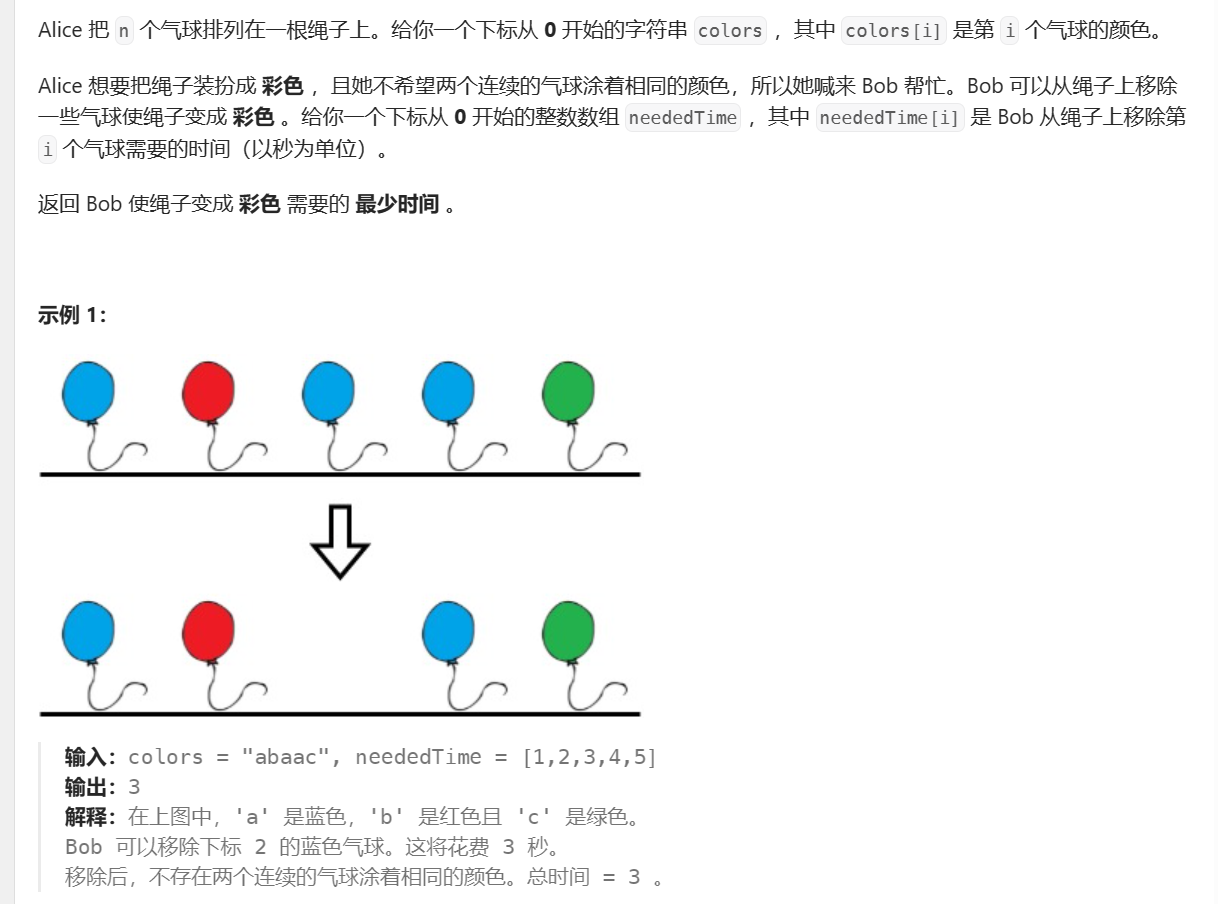 Alice 把 n 个气球排列在一根绳子上。给你一个下标从 0 开始的字符串 colors ，其中 colors[i] 是第 i 个气球的颜色。
Alice 想要把绳子装扮成 彩色 ，且她不希望两个连续的气球涂着相同的颜色，所以她喊来 Bob 帮忙。Bob 可以从绳子上移除
一些气球使绳子变成 彩色 。给你一个下标从 0 开始的整数数组 neededTime ，其中 neededTime[i] 是 Bob 从绳子上移除第
i 个气球需要的时间（以秒为单位）。
返回 Bob 使绳子变成 彩色 需要的 最少时间 。
示例 1：
输入：colors = "abaac", neededTime = [1,2,3,4,5]
输出：3
解释：在上图中，'a' 是蓝色，'b' 是红色且 'c' 是绿色。
Bob 可以移除下标 2 的蓝色气球。这将花费 3 秒。
移除后，不存在两个连续的气球涂着相同的颜色。总时间 = 3 。